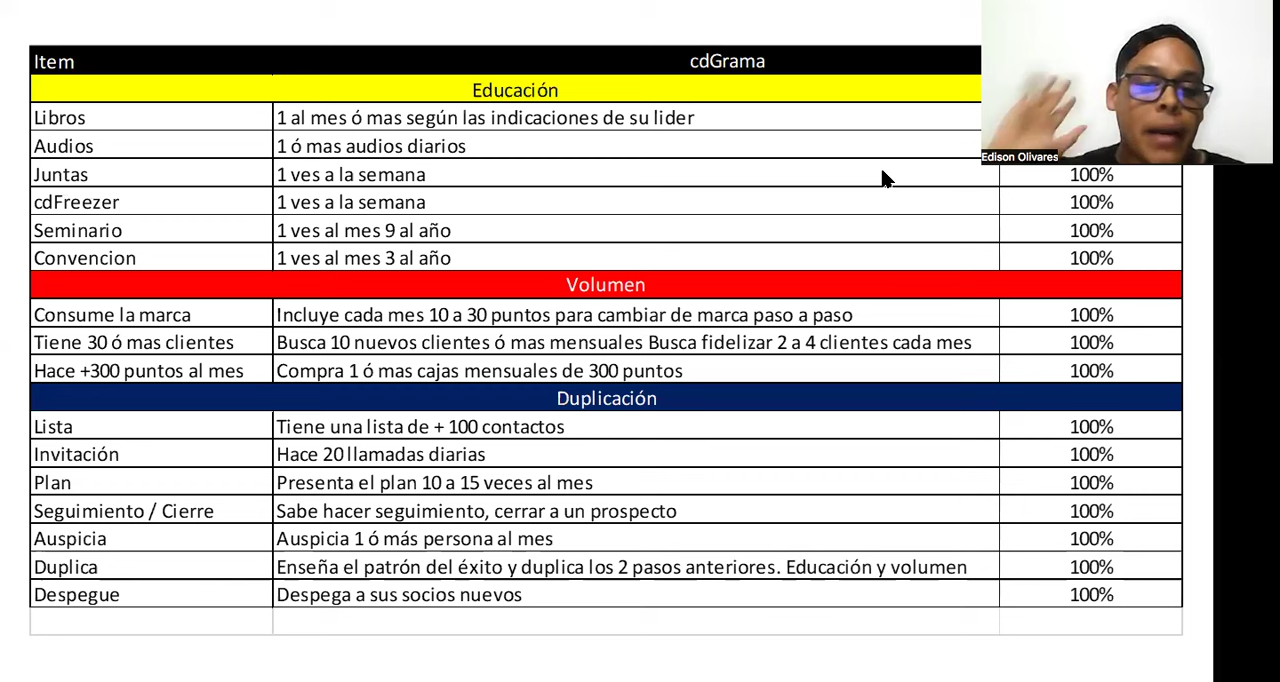 Item cdGrama
Educación
Libros 1 al mes ó mas según las indicaciones de su lider
Audios 1 ó mas audios diarios
Edison Olivares
Juntas 1 ves a la semana 100%
cdFreezer 1 ves a la semana 100%
Seminario 1 ves al mes 9 al año 100%
Convencion 1 ves al mes 3 al año 100%
Volumen
Consume la marca Incluye cada mes 10 a 30 puntos para cambiar de marca paso a paso 100%
Tiene 30 ó mas clientes Busca 10 nuevos clientes ó mas mensuales Busca fidelizar 2 a 4 clientes cada mes 100%
Hace +300 puntos al mes Compra 1 ó mas cajas mensuales de 300 puntos 100%
Duplicación
Lista Tiene una lista de + 100 contactos 100%
Invitación Hace 20 llamadas diarias 100%
Plan Presenta el plan 10 a 15 veces al mes 100%
Seguimiento / Cierre Sabe hacer seguimiento, cerrar a un prospecto 100%
Auspicia Auspicia 1 ó más persona al mes 100%
Duplica Enseña el patrón del éxito y duplica los 2 pasos anteriores. Educación y volumen 100%
Despegue Despega a sus socios nuevos 100%